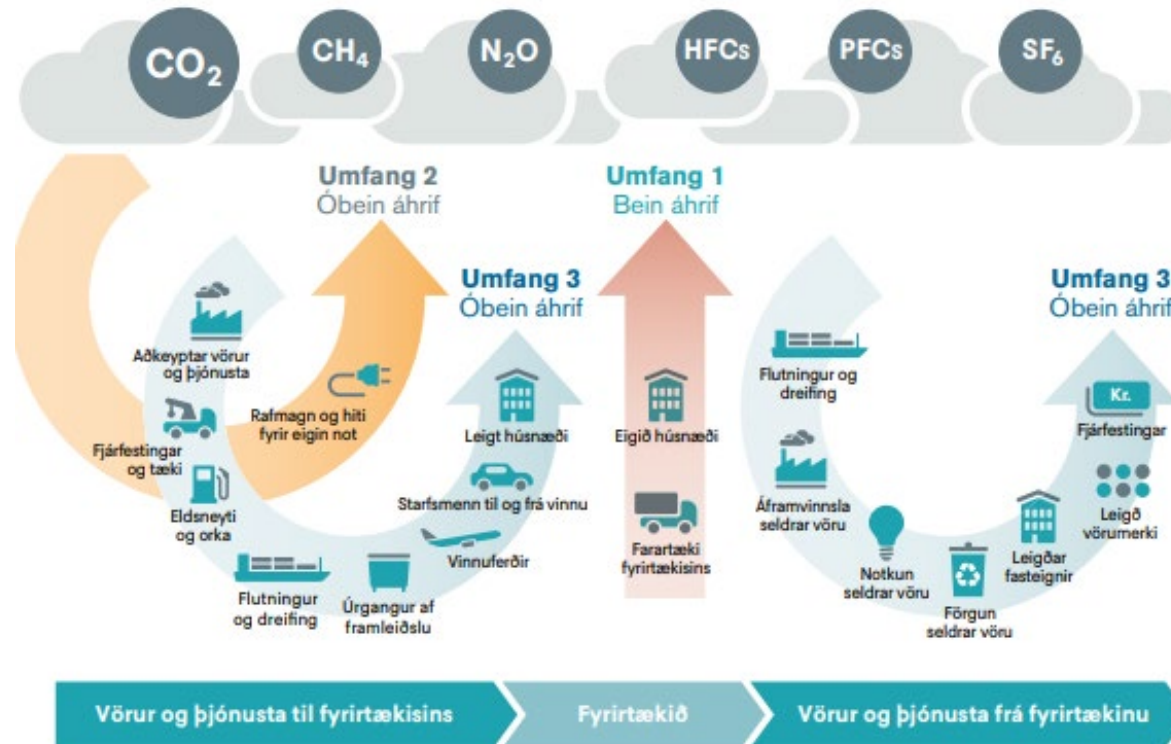 CO₂
CH₄
N₂O
HFCs
PFCs
SF₆
Umfang 2
Óbein áhrif
Umfang 1
Bein áhrif
Umfang 3
Óbein áhrif
Umfang 3
Óbein áhrif
Aðkeyptar vörur
og þjónusta
Fjárfestingar
og tæki
Eldsneyti
og orka
Flutningur
og dreifing
Úrgangur af
framleiðslu
Vinnuferðir
Starfsmenn til og frá vinnu
Leigt húsnæði
Rafmagn og hiti
fyrir eigin not
Eigið húsnæði
Farartæki
fyrirtækisins
Flutningur og
dreifing
Áframvinnsla
seldrar vöru
Notkun
seldrar vöru
Förgun
seldrar vöru
Leigðar
fasteignir
Leigð
vörumerki
Kr.
Fjárfestingar
Vörur og þjónusta til fyrirtækisins
Fyrirtækið
Vörur og þjónusta frá fyrirtækinu